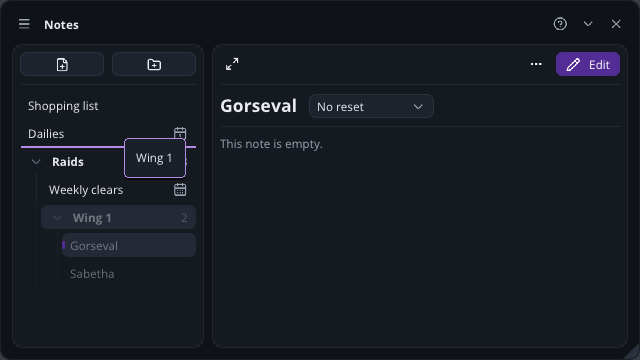 Notes
Edit
Shopping list
Dailies
Wing 1
Raids
Weekly clears
Wing 1 2
Gorseval
Sabetha
Gorseval No reset
This note is empty.